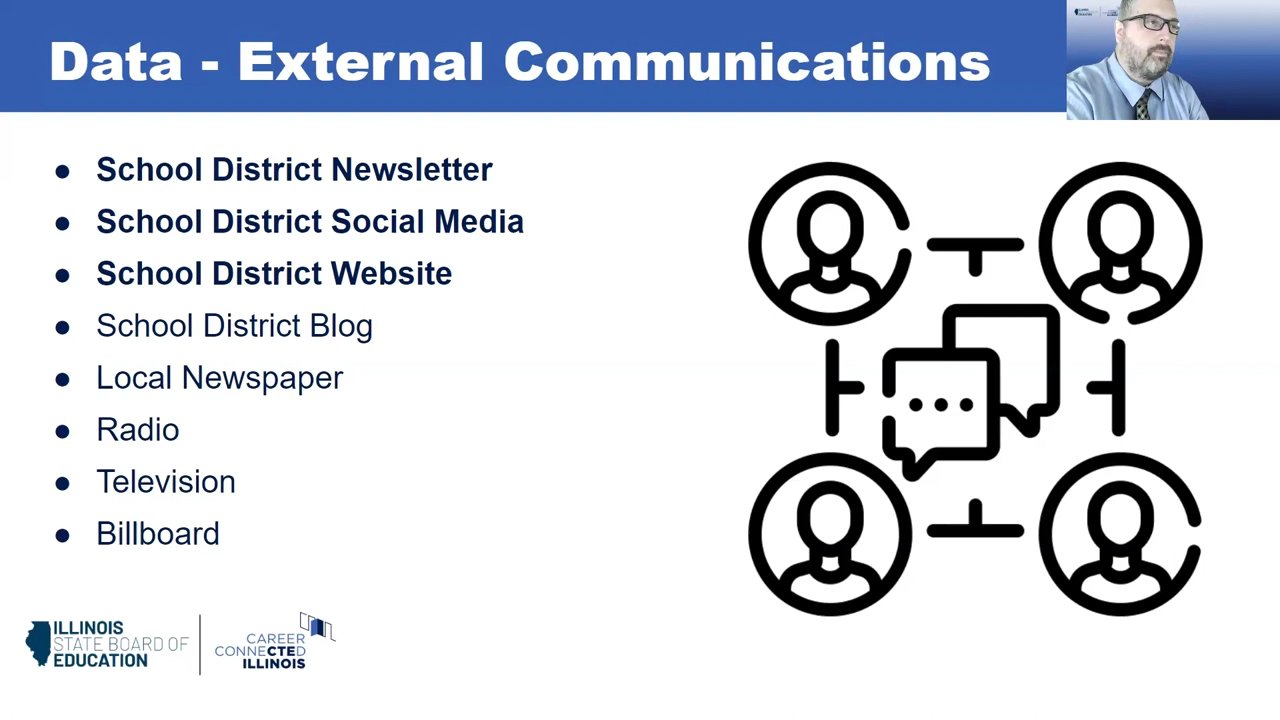 Data - External Communications
School District Newsletter
School District Social Media
School District Website
School District Blog
Local Newspaper
Radio
Television
Billboard
ILLINOIS
STATE BOARD OF
EDUCATION
CAREER
CONNECTED
ILLINOIS